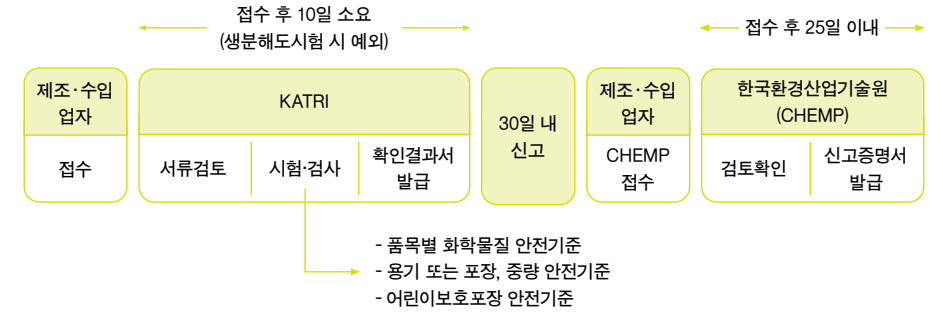 접수 후 10일 소요
(생분해도시험 시 예외)
접수 후 25일 이내
제조·수입
업자
접수
KATRI
서류검토
시험·검사
확인결과서
발급
30일 내
신고
제조·수입
업자
CHEMP
접수
한국환경산업기술원
(CHEMP)
검토확인
신고증명서
발급
- 품목별 화학물질 안전기준
- 용기 또는 포장, 중량 안전기준
- 어린이보호포장 안전기준